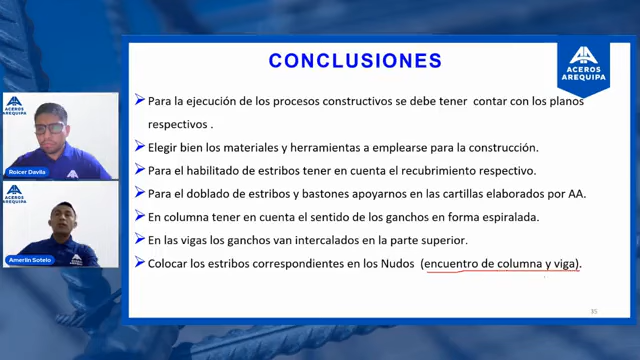 CONCLUSIONES
ACEROS
AREQUIPA
Para la ejecución de los procesos constructivos se debe tener contar con los planos
respectivos .
Elegir bien los materiales y herramientas a emplearse para la construcción.
Para el habilitado de estribos tener en cuenta el recubrimiento respectivo.
Para el doblado de estribos y bastones apoyarnos en las cartillas elaborados por AA.
En columna tener en cuenta el sentido de los ganchos en forma espiralada.
En las vigas los ganchos van intercalados en la parte superior.
Colocar los estribos correspondientes en los Nudos (encuentro de columna y viga).
35
ACEROS
AREQUIPA
Roicer Davila
ACEROS
AREQUIPA
Amerlin Sotelo